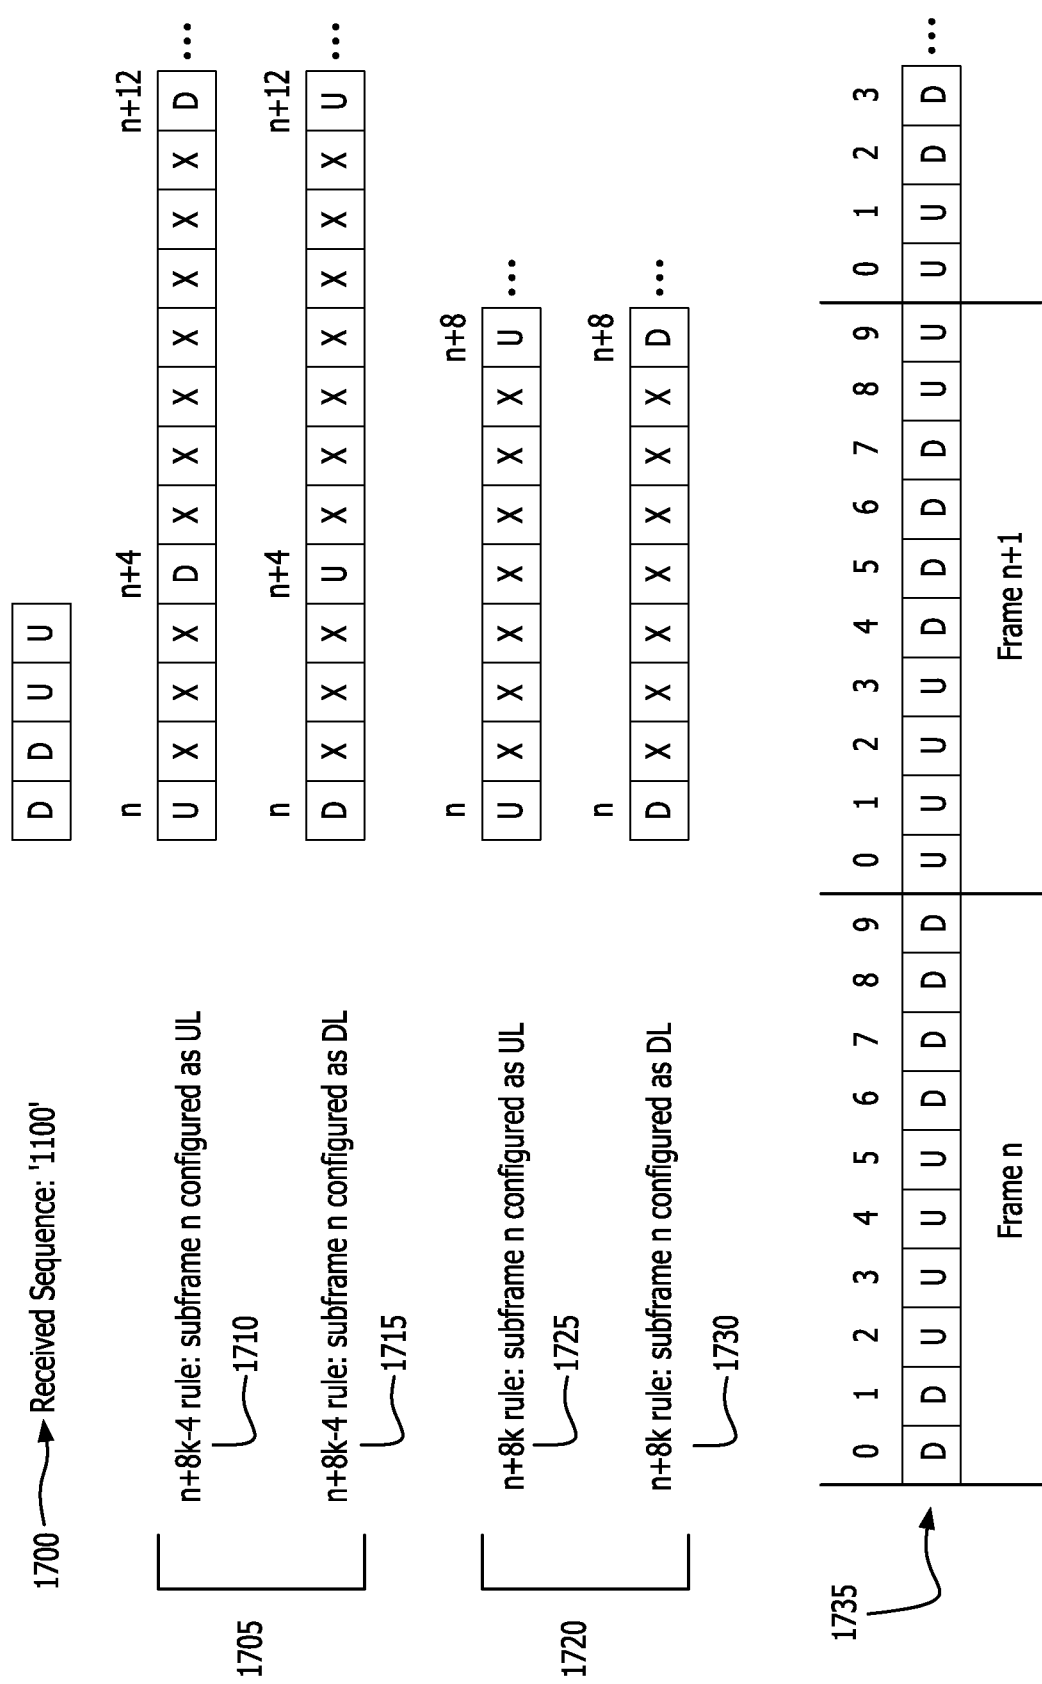 1700 Received Sequence: '1100' D D U U
n n+4 n+12
n+8k-4 rule: subframe n configured as UL U X X X D X X X X X X X D ...
1710
n n+4 n+12
n+8k-4 rule: subframe n configured as DL D X X X U X X X X X X X U ...
1715
1705
n n+8
n+8k rule: subframe n configured as UL U X X X X X X X U ...
1725
n n+8
n+8k rule: subframe n configured as DL D X X X X X X X D ...
1730
1720
0 1 2 3 4 5 6 7 8 9 0 1 2 3 4 5 6 7 8 9 0 1 2 3
1735 D D U U U U D D D D U U U U D D D D U U U U D D ...
Frame n Frame n+1